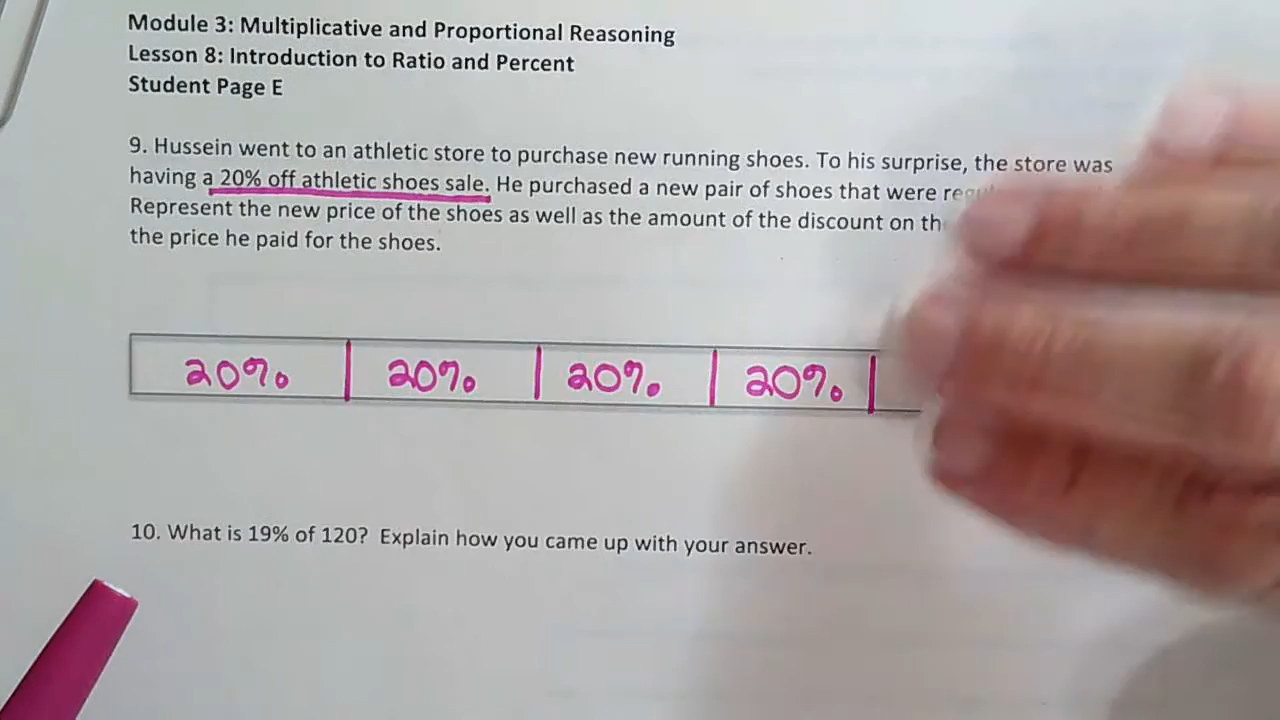 Module 3: Multiplicative and Proportional Reasoning
Lesson 8: Introduction to Ratio and Percent
Student Page E
9. Hussein went to an athletic store to purchase new running shoes. To his surprise, the store was
having a 20% off athletic shoes sale. He purchased a new pair of shoes that were
Represent the new price of the shoes as well as the amount of the discount on
the price he paid for the shoes.
20% 20% 20% 20%
10. What is 19% of 120? Explain how you came up with your answer.